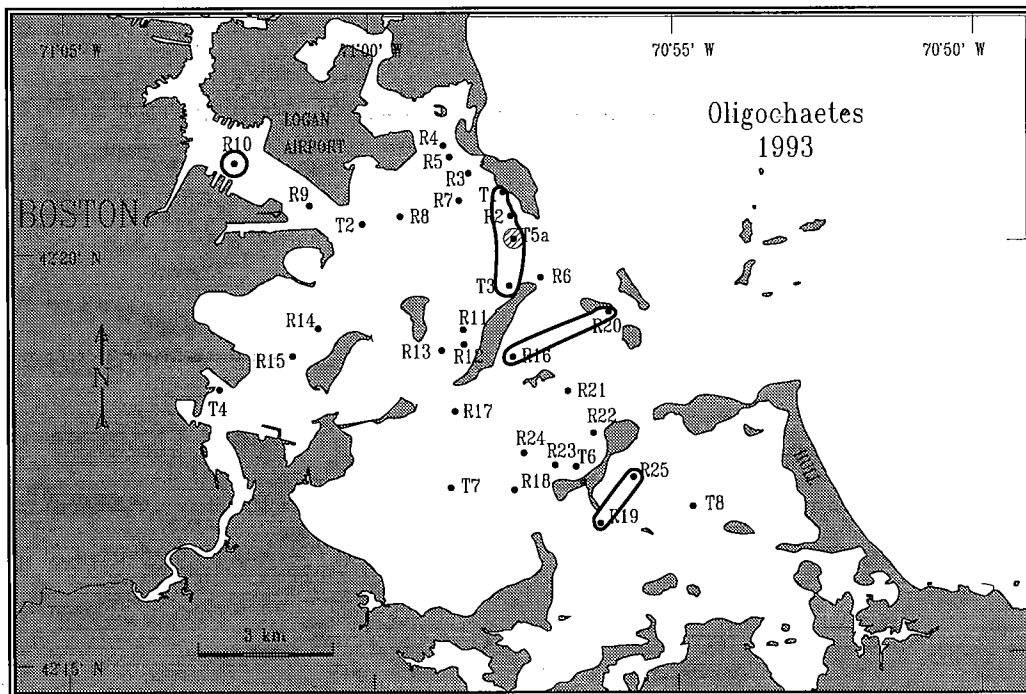 71°05' W
71°00' W
70°55' W
70°50' W
Oligochaetes
1993
LOGAN
AIRPORT
R4
R10
R5
R3
T1
R9
R7
R2
BOSTON
T2
R8
T5a
42°20' N
T3
R6
R20
R14
R11
R13
R12
R16
R15
N
T4
R21
R17
R22
R24
R23
T6
R25
HULL
T7
R18
T8
R19
3 km
42°15' N